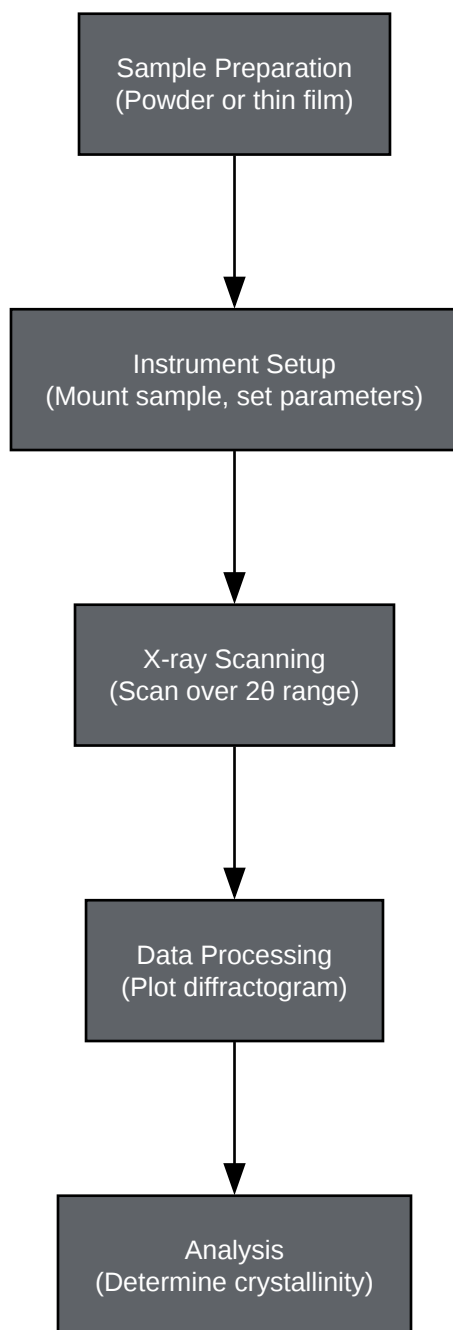 Sample Preparation
(Powder or thin film)
Instrument Setup
(Mount sample, set parameters)
X-ray Scanning
(Scan over 2θ range)
Data Processing
(Plot diffractogram)
Analysis
(Determine crystallinity)